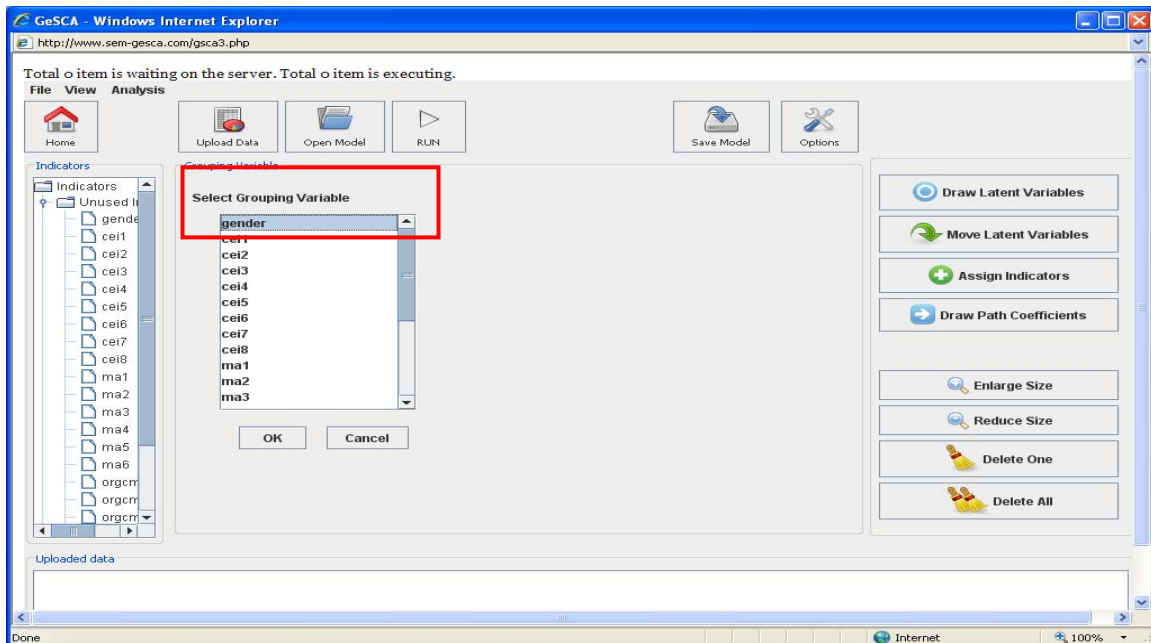 GeSCA - Windows Internet Explorer
http://www.sem-gesca.com/gsca3.php
Total 0 item is waiting on the server. Total 0 item is executing.
File View Analysis
Home
Upload Data
Open Model
RUN
Save Model
Options
Indicators
Indicators
Unused I
gende
cei1
cei2
cei3
cei4
cei5
cei6
cei7
cei8
ma1
ma2
ma3
ma4
ma5
ma6
orgcm
orgcm
orgcm
Grouping Variable
Select Grouping Variable
gender
cei1
cei2
cei3
cei4
cei5
cei6
cei7
cei8
ma1
ma2
ma3
OK Cancel
Draw Latent Variables
Move Latent Variables
Assign Indicators
Draw Path Coefficients
Enlarge Size
Reduce Size
Delete One
Delete All
Uploaded data
Done
Internet
100%